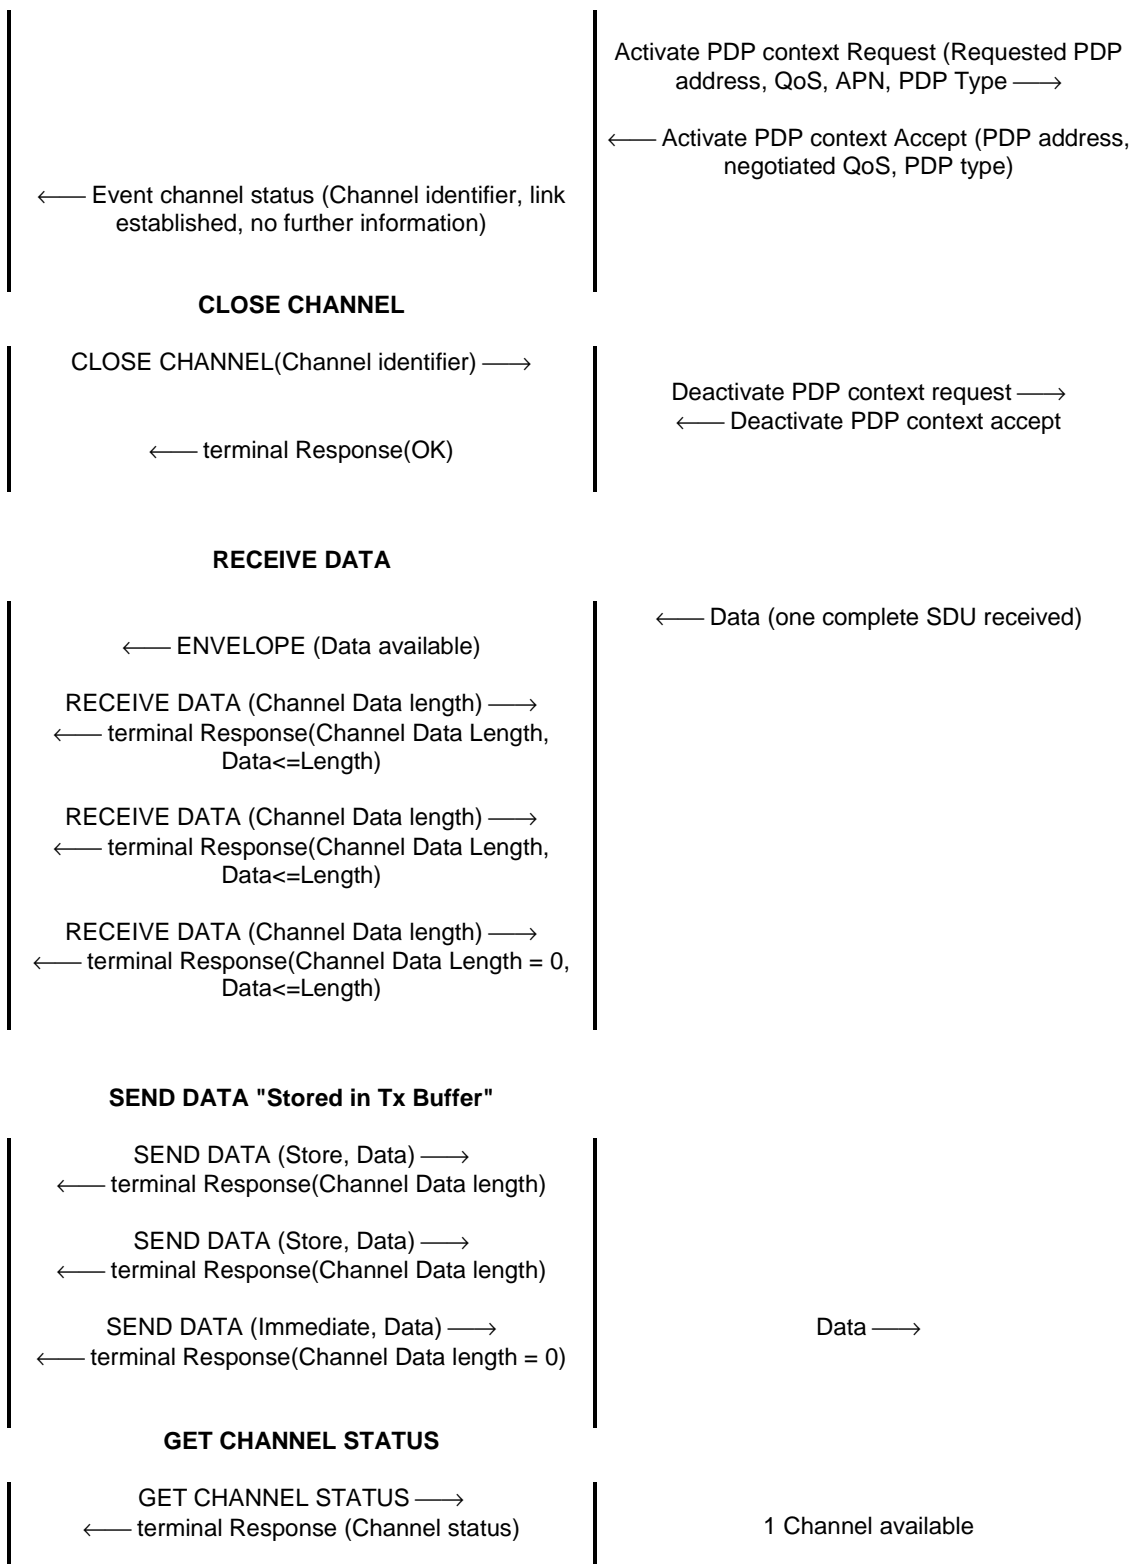 Activate PDP context Request (Requested PDP
address, QoS, APN, PDP Type ⟶
⟵ Activate PDP context Accept (PDP address,
negotiated QoS, PDP type)
⟵ Event channel status (Channel identifier, link
established, no further information)
CLOSE CHANNEL
CLOSE CHANNEL(Channel identifier) ⟶
Deactivate PDP context request ⟶
⟵ Deactivate PDP context accept
⟵ terminal Response(OK)
RECEIVE DATA
⟵ Data (one complete SDU received)
⟵ ENVELOPE (Data available)
RECEIVE DATA (Channel Data length) ⟶
⟵ terminal Response(Channel Data Length,
Data<=Length)
RECEIVE DATA (Channel Data length) ⟶
⟵ terminal Response(Channel Data Length,
Data<=Length)
RECEIVE DATA (Channel Data length) ⟶
⟵ terminal Response(Channel Data Length = 0,
Data<=Length)
SEND DATA "Stored in Tx Buffer"
SEND DATA (Store, Data) ⟶
⟵ terminal Response(Channel Data length)
SEND DATA (Store, Data) ⟶
⟵ terminal Response(Channel Data length)
SEND DATA (Immediate, Data) ⟶
Data ⟶
⟵ terminal Response(Channel Data length = 0)
GET CHANNEL STATUS
GET CHANNEL STATUS ⟶
⟵ terminal Response (Channel status)
1 Channel available